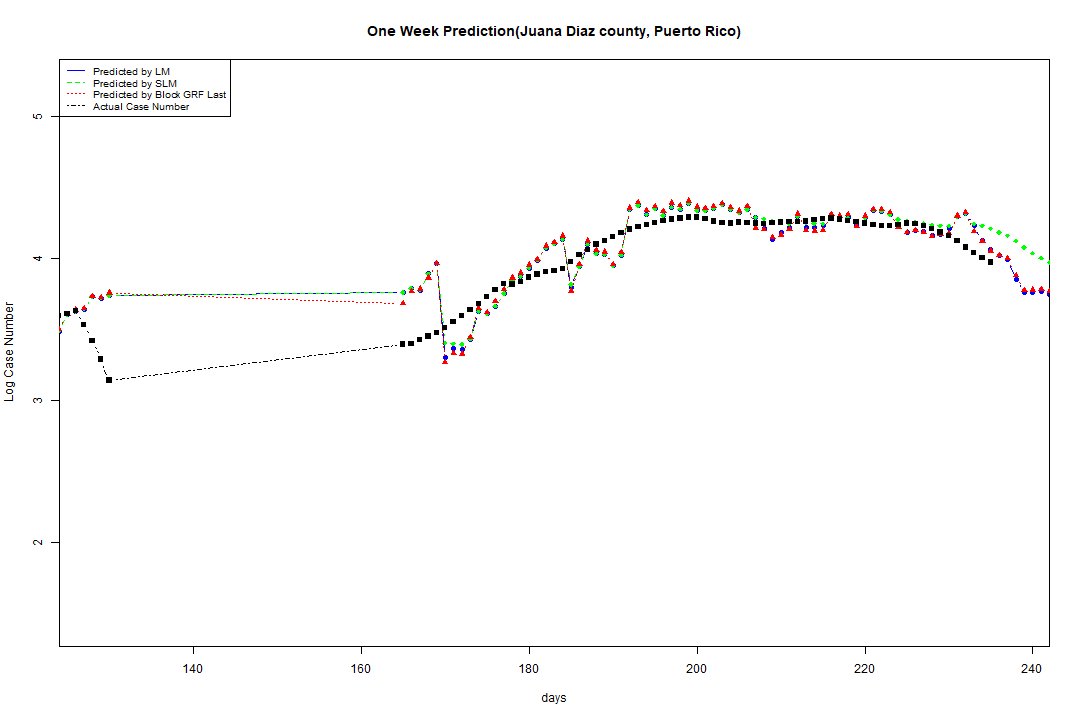 One Week Prediction(Juana Diaz county, Puerto Rico)
Predicted by LM
Predicted by SLM
Predicted by Block GRF Last
Actual Case Number
5
4
3
2
Log Case Number
140 160 180 200 220 240
days